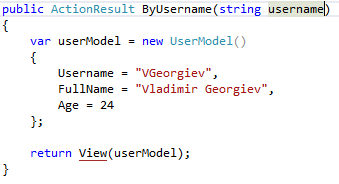 public ActionResult ByUsername(string username)
{
    var userModel = new UserModel()
    {
        Username = "VGeorgiev",
        FullName = "Vladimir Georgiev",
        Age = 24
    };

    return View(userModel);
}